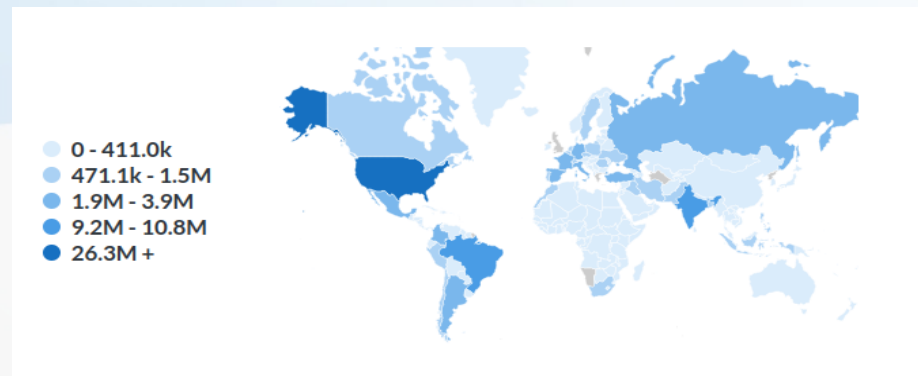 0 - 411.0k
471.1k - 1.5M
1.9M - 3.9M
9.2M - 10.8M
26.3M +